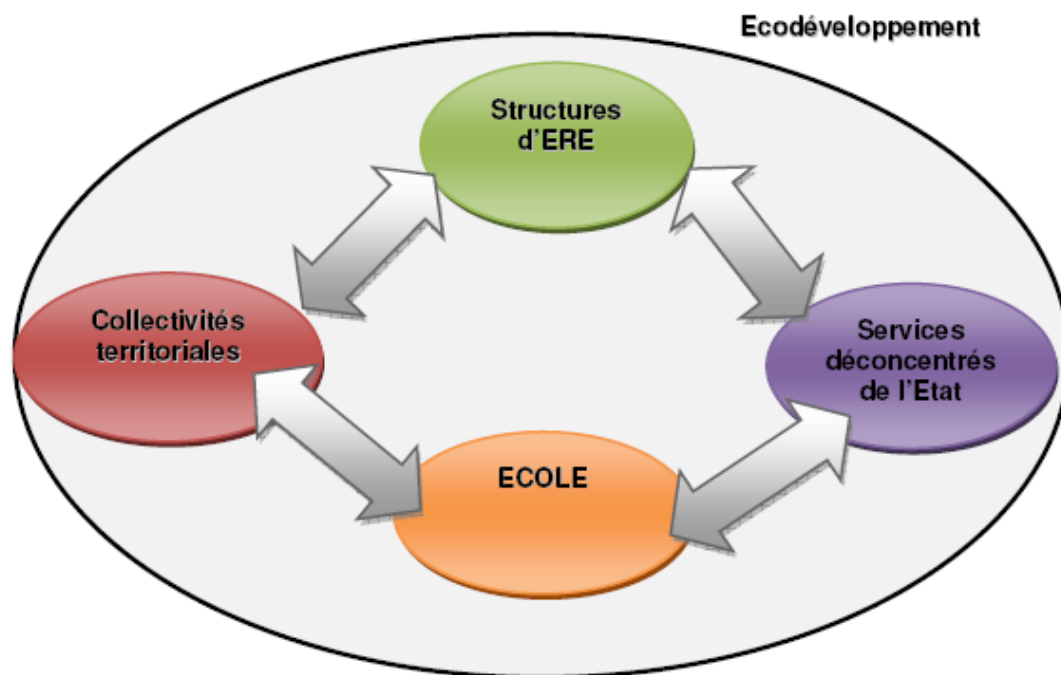 Ecodéveloppement
Structures
d'ERE
Collectivités
territoriales
Services
déconcentrés
de l'Etat
ECOLE